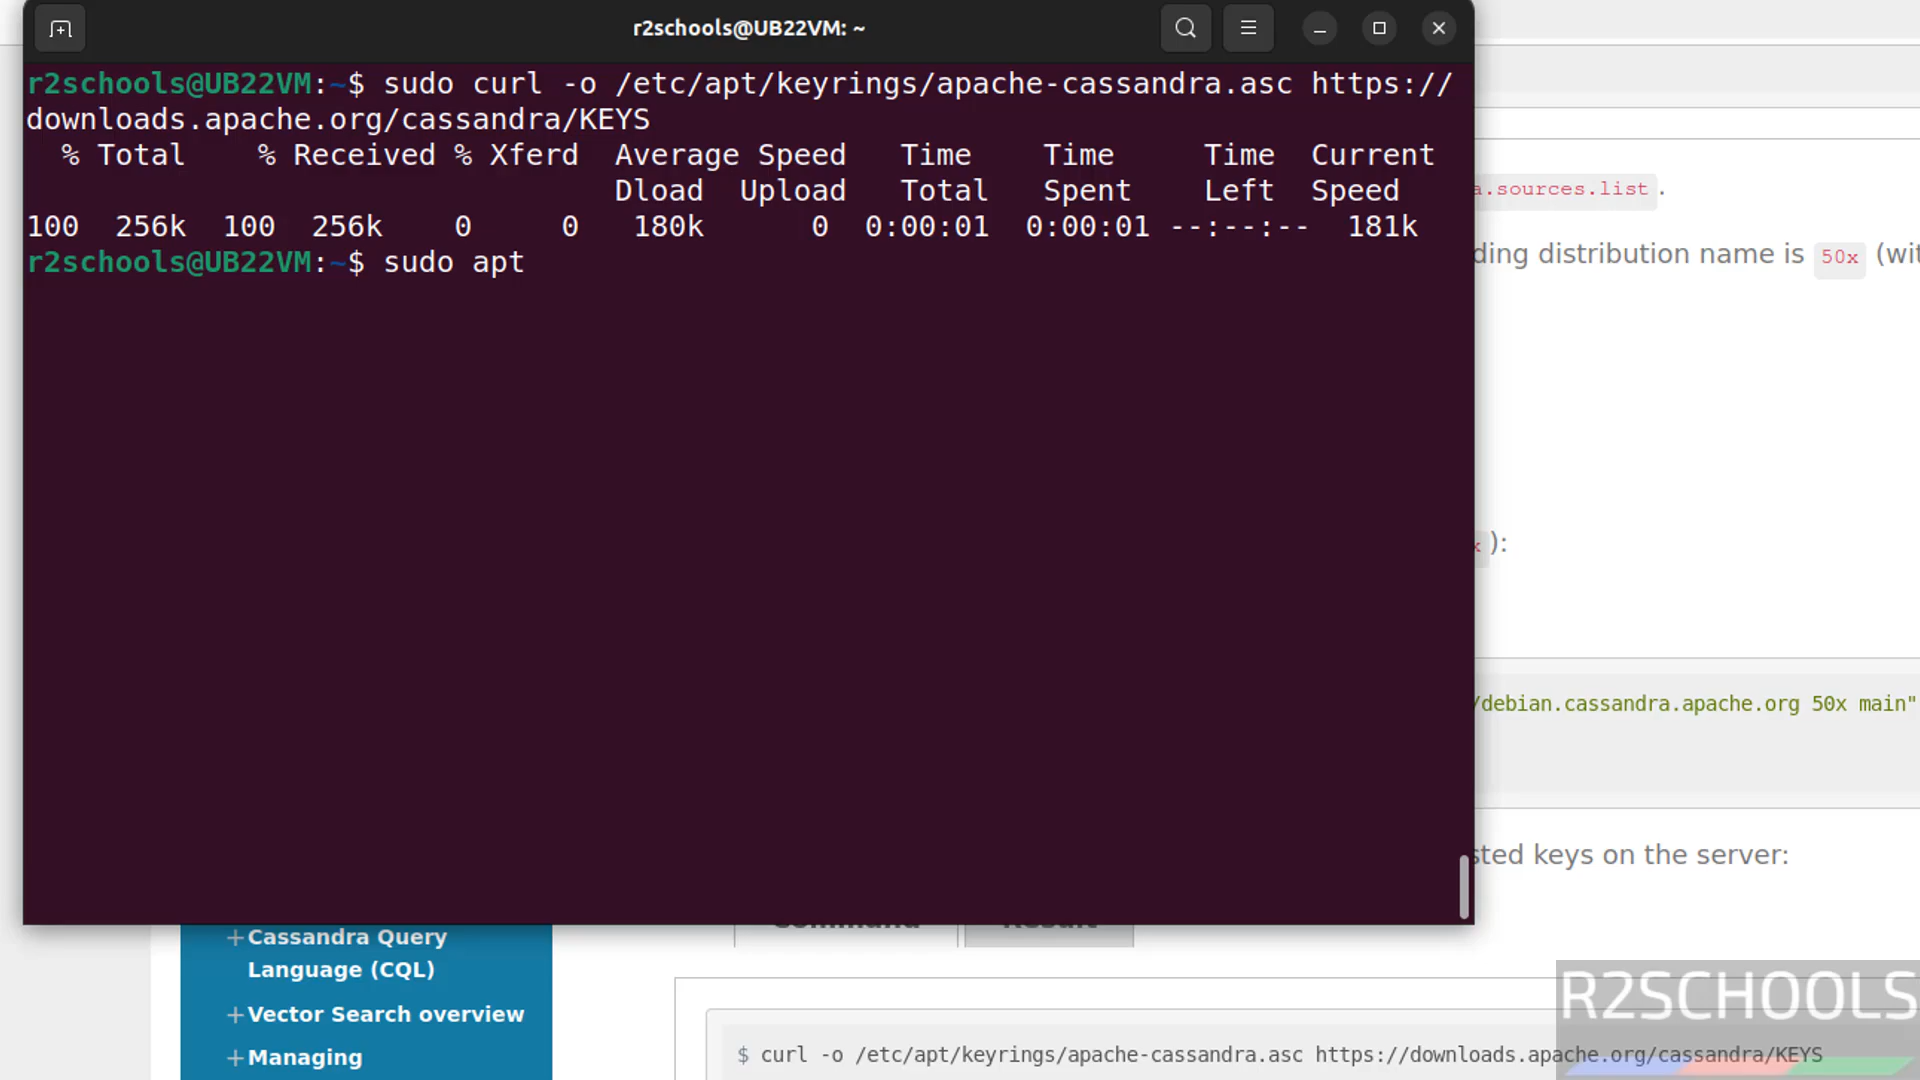 r2schools@UB22VM: ~
r2schools@UB22VM:~$ sudo curl -o /etc/apt/keyrings/apache-cassandra.asc https://
downloads.apache.org/cassandra/KEYS
% Total % Received % Xferd Average Speed Time Time Time Current
Dload Upload Total Spent Left Speed
100 256k 100 256k 0 0 180k 0 0:00:01 0:00:01 --:--:-- 181k
r2schools@UB22VM:~$ sudo apt
a.sources.list.
ding distribution name is 50x (wit
x):
/debian.cassandra.apache.org 50x main"
sted keys on the server:
Command Result
+Cassandra Query
Language (CQL)
+Vector Search overview
+Managing
$ curl -o /etc/apt/keyrings/apache-cassandra.asc https://downloads.apache.org/cassandra/KEYS
R2SCHOOLS